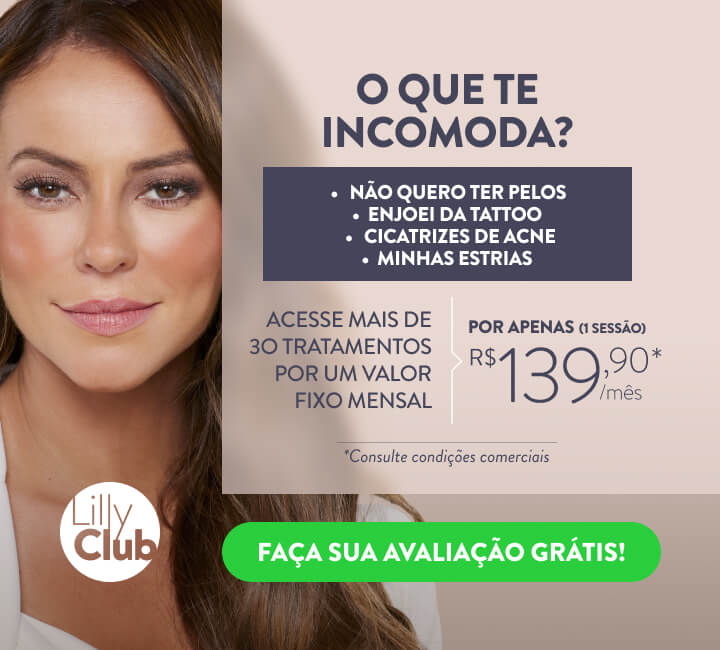 O QUE TE
INCOMODA?
• NÃO QUERO TER PELOS
• ENJOEI DA TATTOO
• CICATRIZES DE ACNE
• MINHAS ESTRIAS
ACESSE MAIS DE
30 TRATAMENTOS
POR UM VALOR
FIXO MENSAL
POR APENAS (1 SESSÃO)
R$139,90*
/mês
*Consulte condições comerciais
Lilly
Club
FAÇA SUA AVALIAÇÃO GRÁTIS!